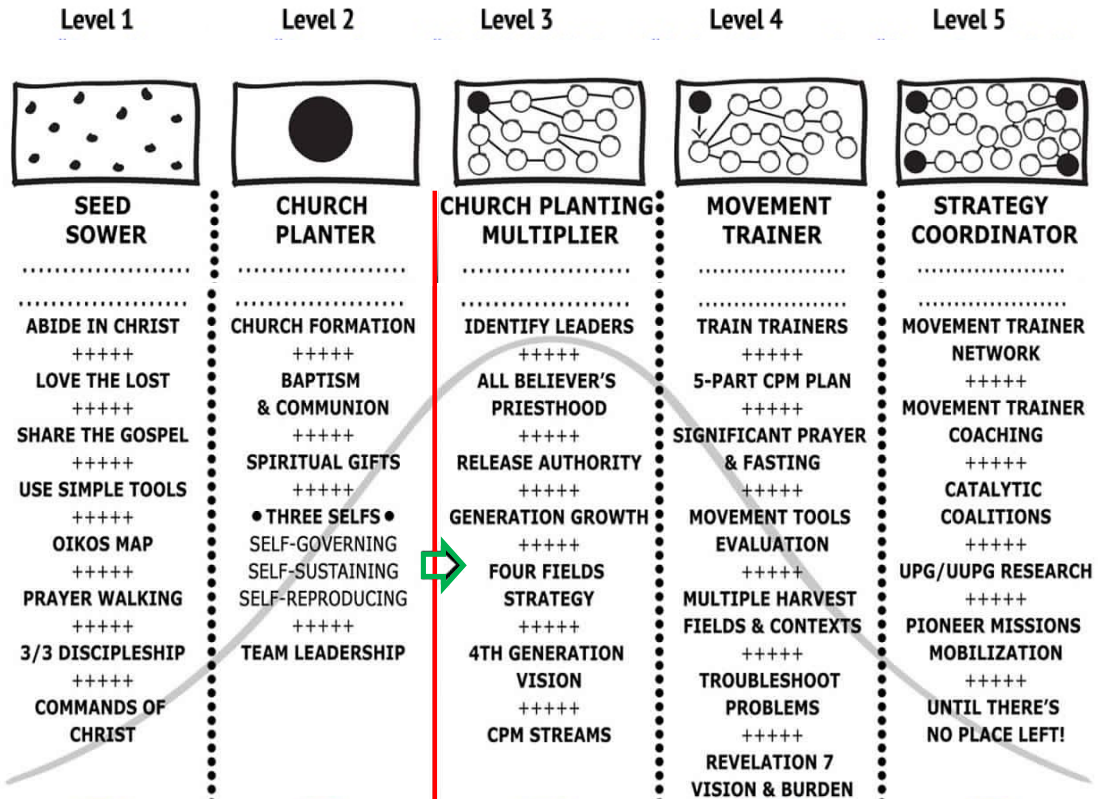 Level 1
Level 2
Level 3
Level 4
Level 5
SEED
SOWER
....................
....................
ABIDE IN CHRIST
+++++
LOVE THE LOST
+++++
SHARE THE GOSPEL
+++++
USE SIMPLE TOOLS
+++++
OIKOS MAP
+++++
PRAYER WALKING
+++++
3/3 DISCIPLESHIP
+++++
COMMANDS OF
CHRIST
CHURCH
PLANTER
....................
....................
CHURCH FORMATION
+++++
BAPTISM
& COMMUNION
+++++
SPIRITUAL GIFTS
+++++
• THREE SELFS •
SELF-GOVERNING
SELF-SUSTAINING
SELF-REPRODUCING
+++++
TEAM LEADERSHIP
CHURCH PLANTING
MULTIPLIER
....................
....................
IDENTIFY LEADERS
+++++
ALL BELIEVER'S
PRIESTHOOD
+++++
RELEASE AUTHORITY
+++++
GENERATION GROWTH
+++++
FOUR FIELDS
STRATEGY
+++++
4TH GENERATION
VISION
+++++
CPM STREAMS
MOVEMENT
TRAINER
....................
....................
TRAIN TRAINERS
+++++
5-PART CPM PLAN
+++++
SIGNIFICANT PRAYER
& FASTING
+++++
MOVEMENT TOOLS
EVALUATION
+++++
MULTIPLE HARVEST
FIELDS & CONTEXTS
+++++
TROUBLESHOOT
PROBLEMS
+++++
REVELATION 7
VISION & BURDEN
STRATEGY
COORDINATOR
....................
....................
MOVEMENT TRAINER
NETWORK
+++++
MOVEMENT TRAINER
COACHING
+++++
CATALYTIC
COALITIONS
+++++
UPG/UUPG RESEARCH
+++++
PIONEER MISSIONS
MOBILIZATION
+++++
UNTIL THERE'S
NO PLACE LEFT!